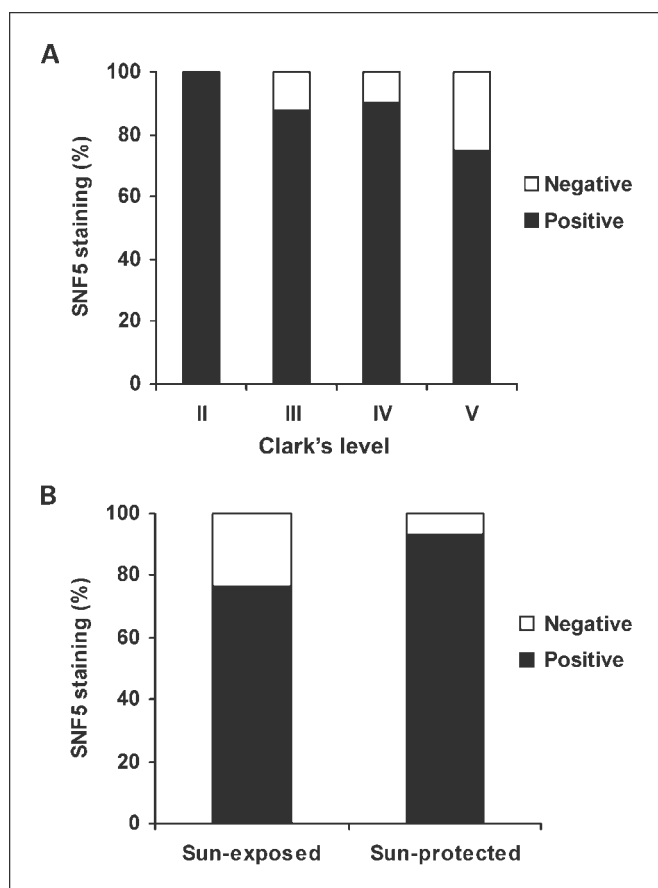 A
100
80
60
40
20
0
SNF5 staining (%)
II III IV V
Clark's level
Negative
Positive
B
100
80
60
40
20
0
SNF5 staining (%)
Sun-exposed Sun-protected
Negative
Positive